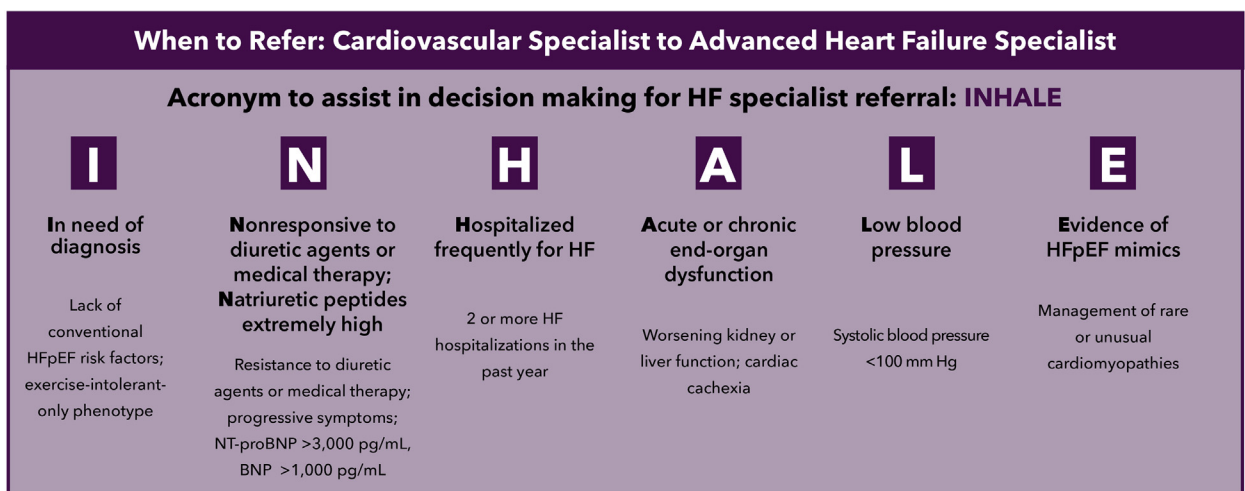 When to Refer: Cardiovascular Specialist to Advanced Heart Failure Specialist
Acronym to assist in decision making for HF specialist referral: INHALE
I
In need of
diagnosis
Lack of
conventional
HFpEF risk factors;
exercise-intolerant-
only phenotype
N
Nonresponsive to
diuretic agents or
medical therapy;
Natriuretic peptides
extremely high
Resistance to diuretic
agents or medical therapy;
progressive symptoms;
NT-proBNP >3,000 pg/mL,
BNP >1,000 pg/mL
H
Hospitalized
frequently for HF
2 or more HF
hospitalizations in the
past year
A
Acute or chronic
end-organ
dysfunction
Worsening kidney or
liver function; cardiac
cachexia
L
Low blood
pressure
Systolic blood pressure
<100 mm Hg
E
Evidence of
HFpEF mimics
Management of rare
or unusual
cardiomyopathies